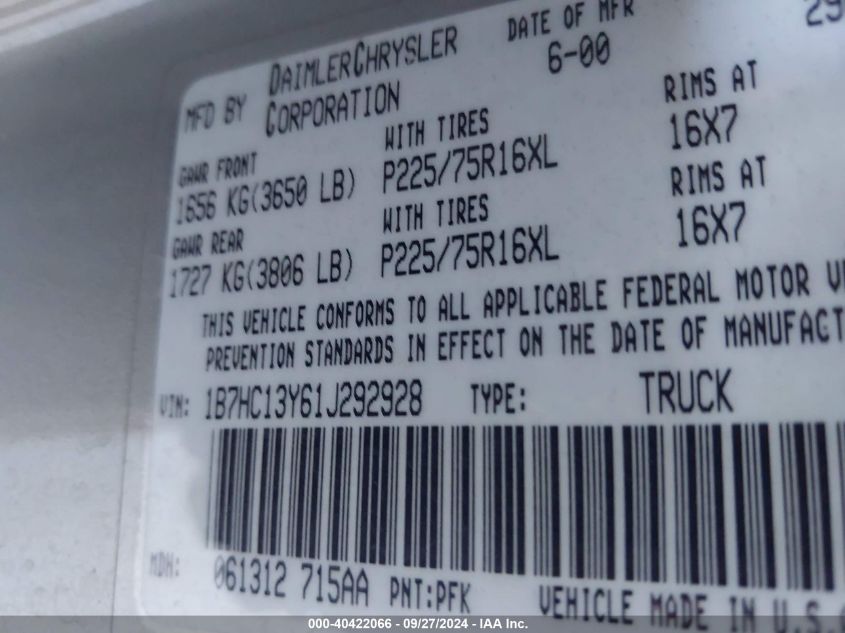 MFD BY DAIMLERCHRYSLER CORPORATION
DATE OF MFR
6-00
29
GAWR FRONT
1656 KG(3650 LB)
WITH TIRES
P225/75R16XL
RIMS AT
16X7
GAWR REAR
1727 KG(3806 LB)
WITH TIRES
P225/75R16XL
RIMS AT
16X7
THIS VEHICLE CONFORMS TO ALL APPLICABLE FEDERAL MOTOR VE
PREVENTION STANDARDS IN EFFECT ON THE DATE OF MANUFACT
VIN: 1B7HC13Y61J292928 TYPE: TRUCK
MDH: 061312 715AA PNT:PFK VEHICLE MADE IN U.S.
000-40422066 - 09/27/2024 - IAA Inc.